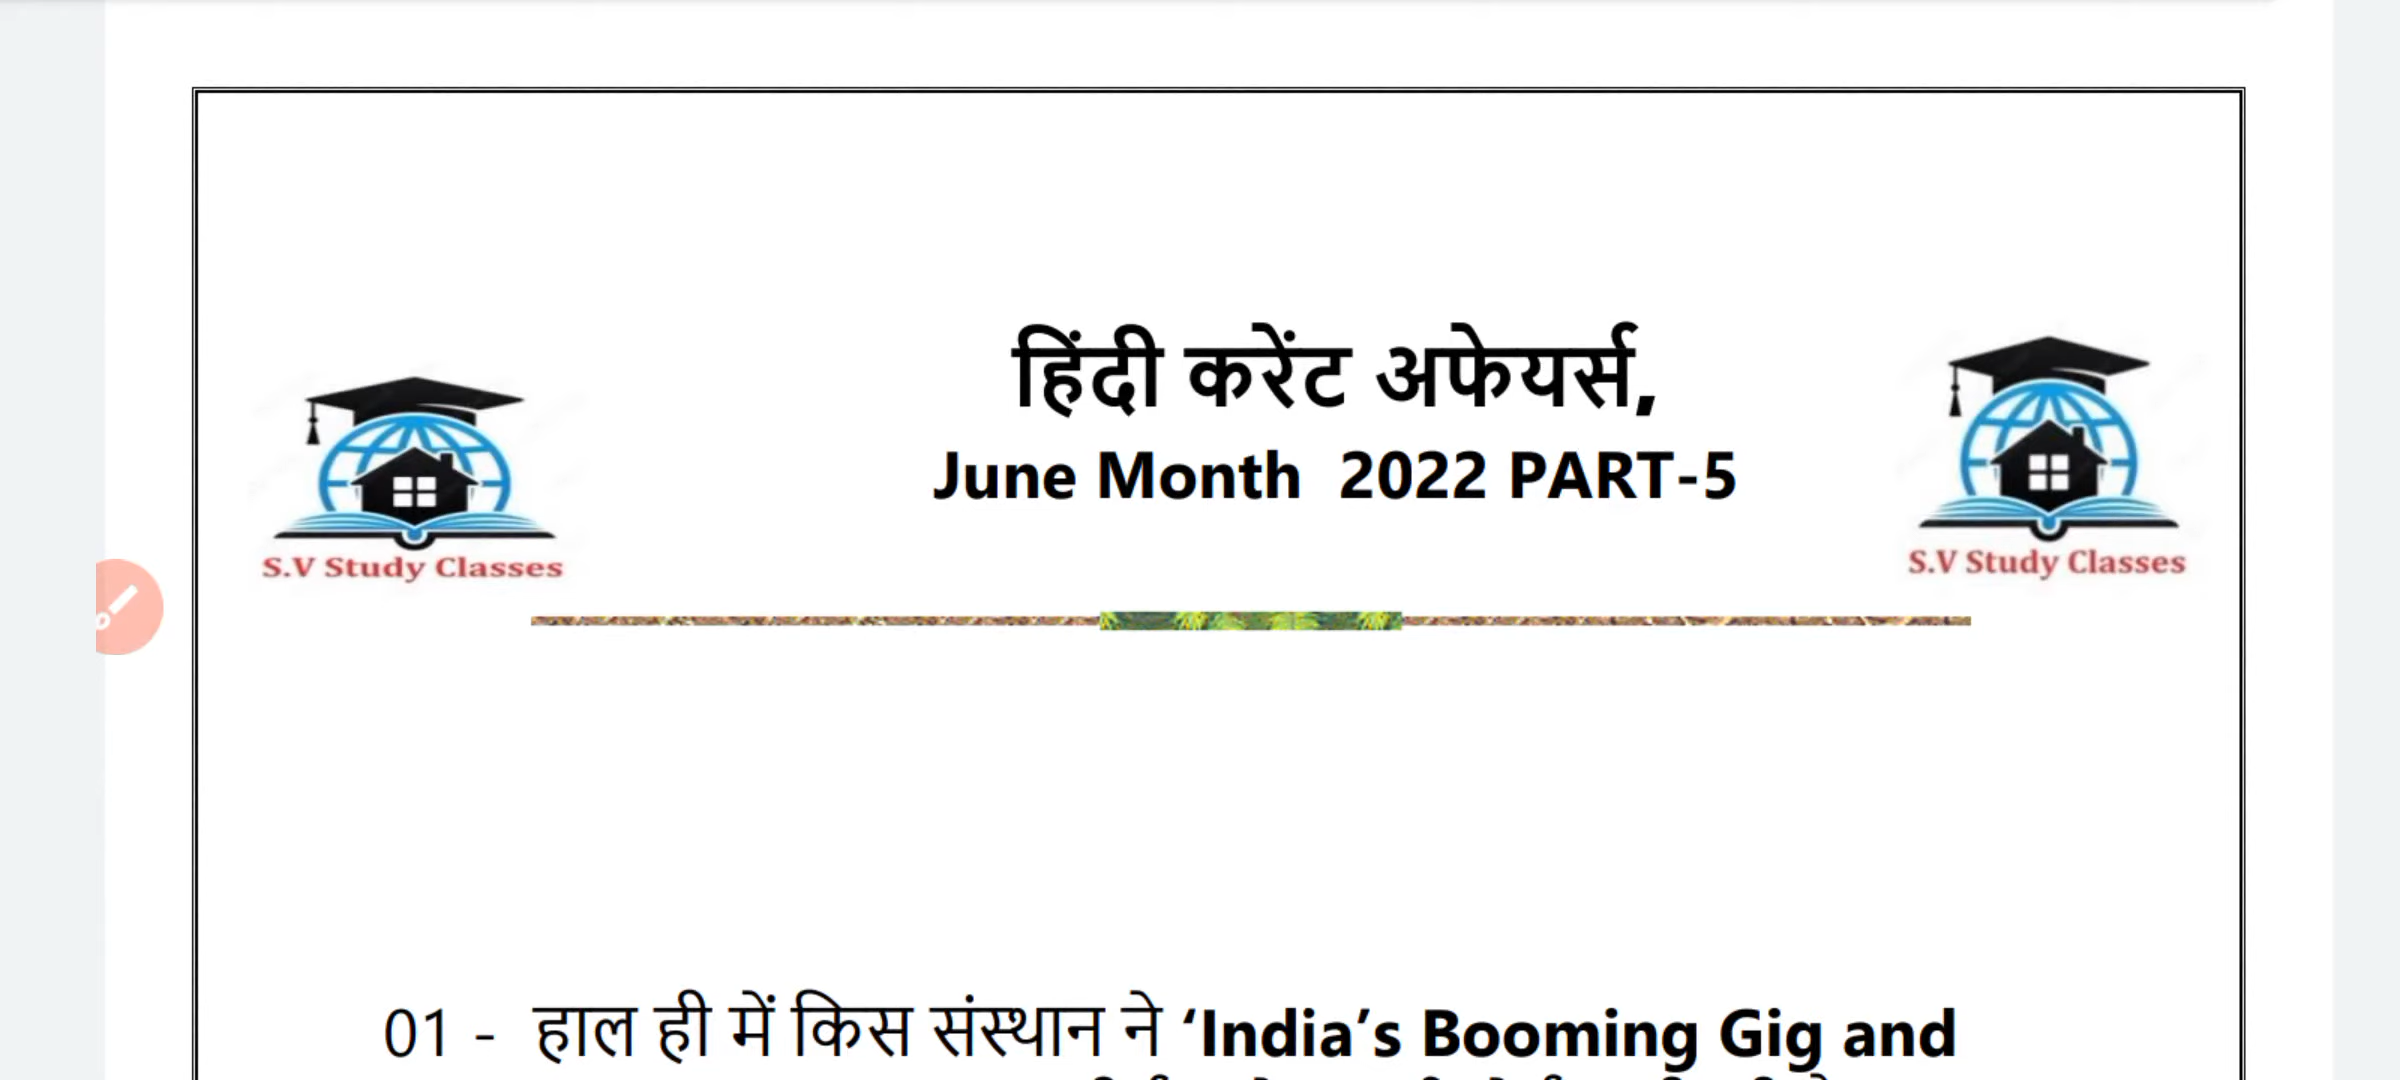 हिंदी करेंट अफेयर्स,
June Month 2022 PART-5
S.V Study Classes
S.V Study Classes
01 - हाल ही में किस संस्थान ने ‘India’s Booming Gig and